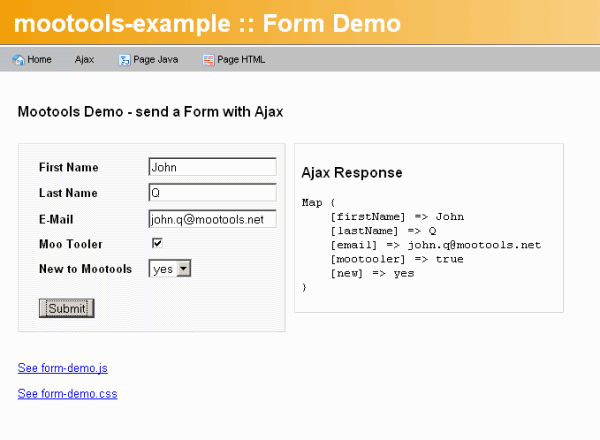 mootools-example :: Form Demo
Home Ajax Page Java Page HTML
Mootools Demo - send a Form with Ajax
First Name John
Last Name Q
E-Mail john.q@mootools.net
Moo Tooler
New to Mootools yes
Submit
Ajax Response
Map {
[firstName] => John
[lastName] => Q
[email] => john.q@mootools.net
[mootooler] => true
[new] => yes
}
See form-demo.js
See form-demo.css